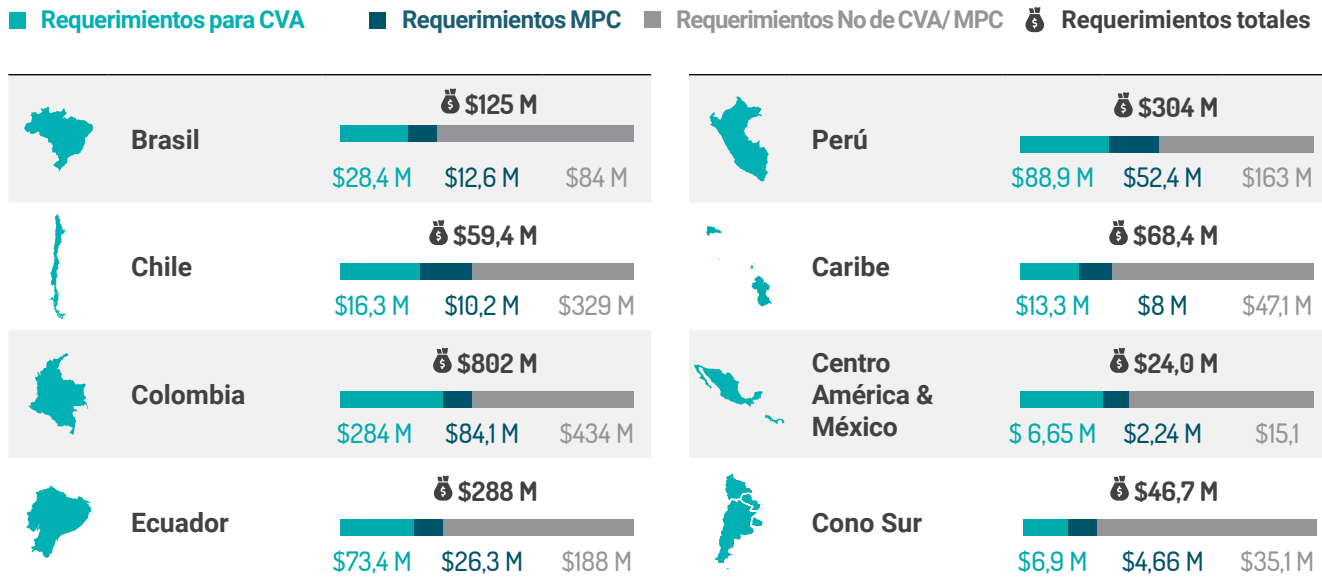 Requerimientos para CVA
Requerimientos MPC
Requerimientos No de CVA/ MPC
Requerimientos totales
$125 M
Brasil
$28,4 M $12,6 M $84 M
$59,4 M
Chile
$16,3 M $10,2 M $329 M
$802 M
Colombia
$284 M $84,1 M $434 M
$288 M
Ecuador
$73,4 M $26,3 M $188 M
$304 M
Perú
$88,9 M $52,4 M $163 M
$68,4 M
Caribe
$13,3 M $8 M $47,1 M
$24,0 M
Centro
América &
México
$ 6,65 M $2,24 M $15,1
$46,7 M
Cono Sur
$6,9 M $4,66 M $35,1 M